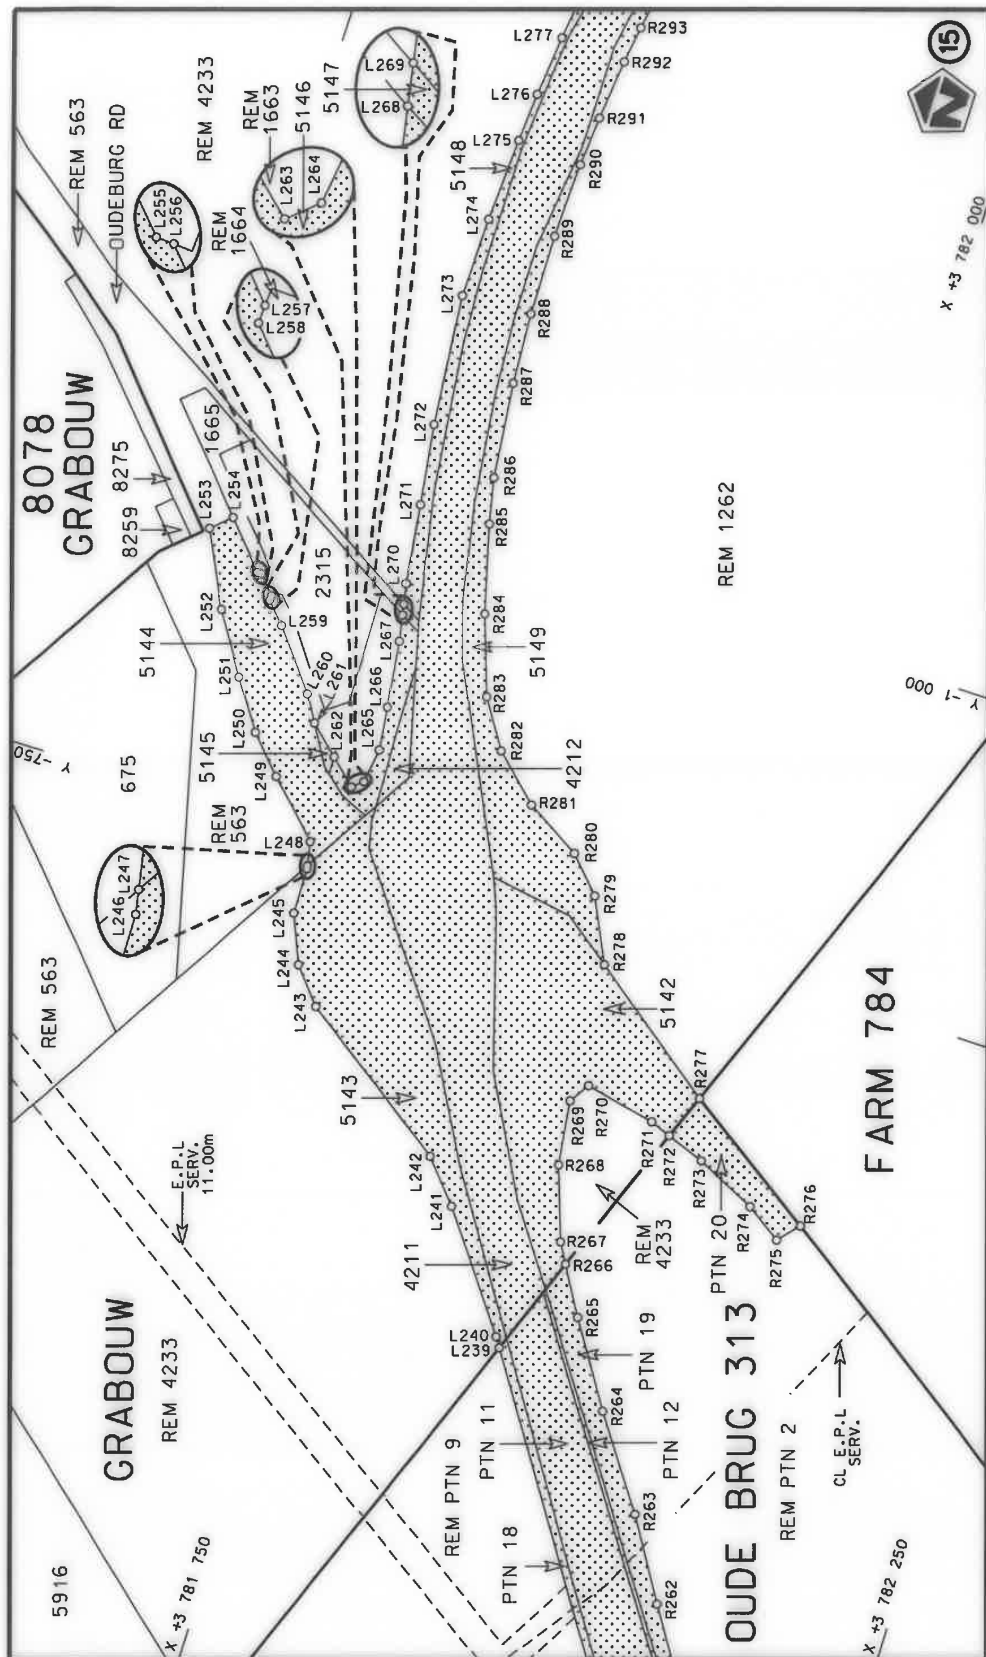 8078
GRABOUW
8275
8259
REM 563
OUDEBURG RD
REM 4233
REM
1663
5146
5147
REM
1664
1665
L255
L256
L257
L258
L263
L264
L268
L269
L277
L276
L275
5148
L274
L273
L272
L271
L270
L253
L254
L252
L251
L250
L249
L248
L259
L260
L261
L262
L265
L266
L267
2315
5144
5145
4212
5149
675
Y -750
REM
563
L246
L247
REM 563
L245
L244
L243
5143
L242
L241
4211
L240
L239
E.P.L
SERV.
11.00m
GRABOUW
REM 4233
5916
X +3 781 750
REM PTN 9
PTN 11
PTN 18
R293
R292
R291
R290
R289
R288
R287
R286
R285
R284
R283
R282
R281
R280
R279
R278
5142
R277
R276
R275
R274
R273
R272
R271
R270
R269
R268
R267
R266
R265
R264
R263
R262
REM
4233
PTN 20
PTN 19
PTN 12
REM PTN 2
OUDE BRUG 313
CL E.P.L
SERV.
FARM 784
REM 1262
Y -1 000
X +3 782 000
X +3 782 250
N
15